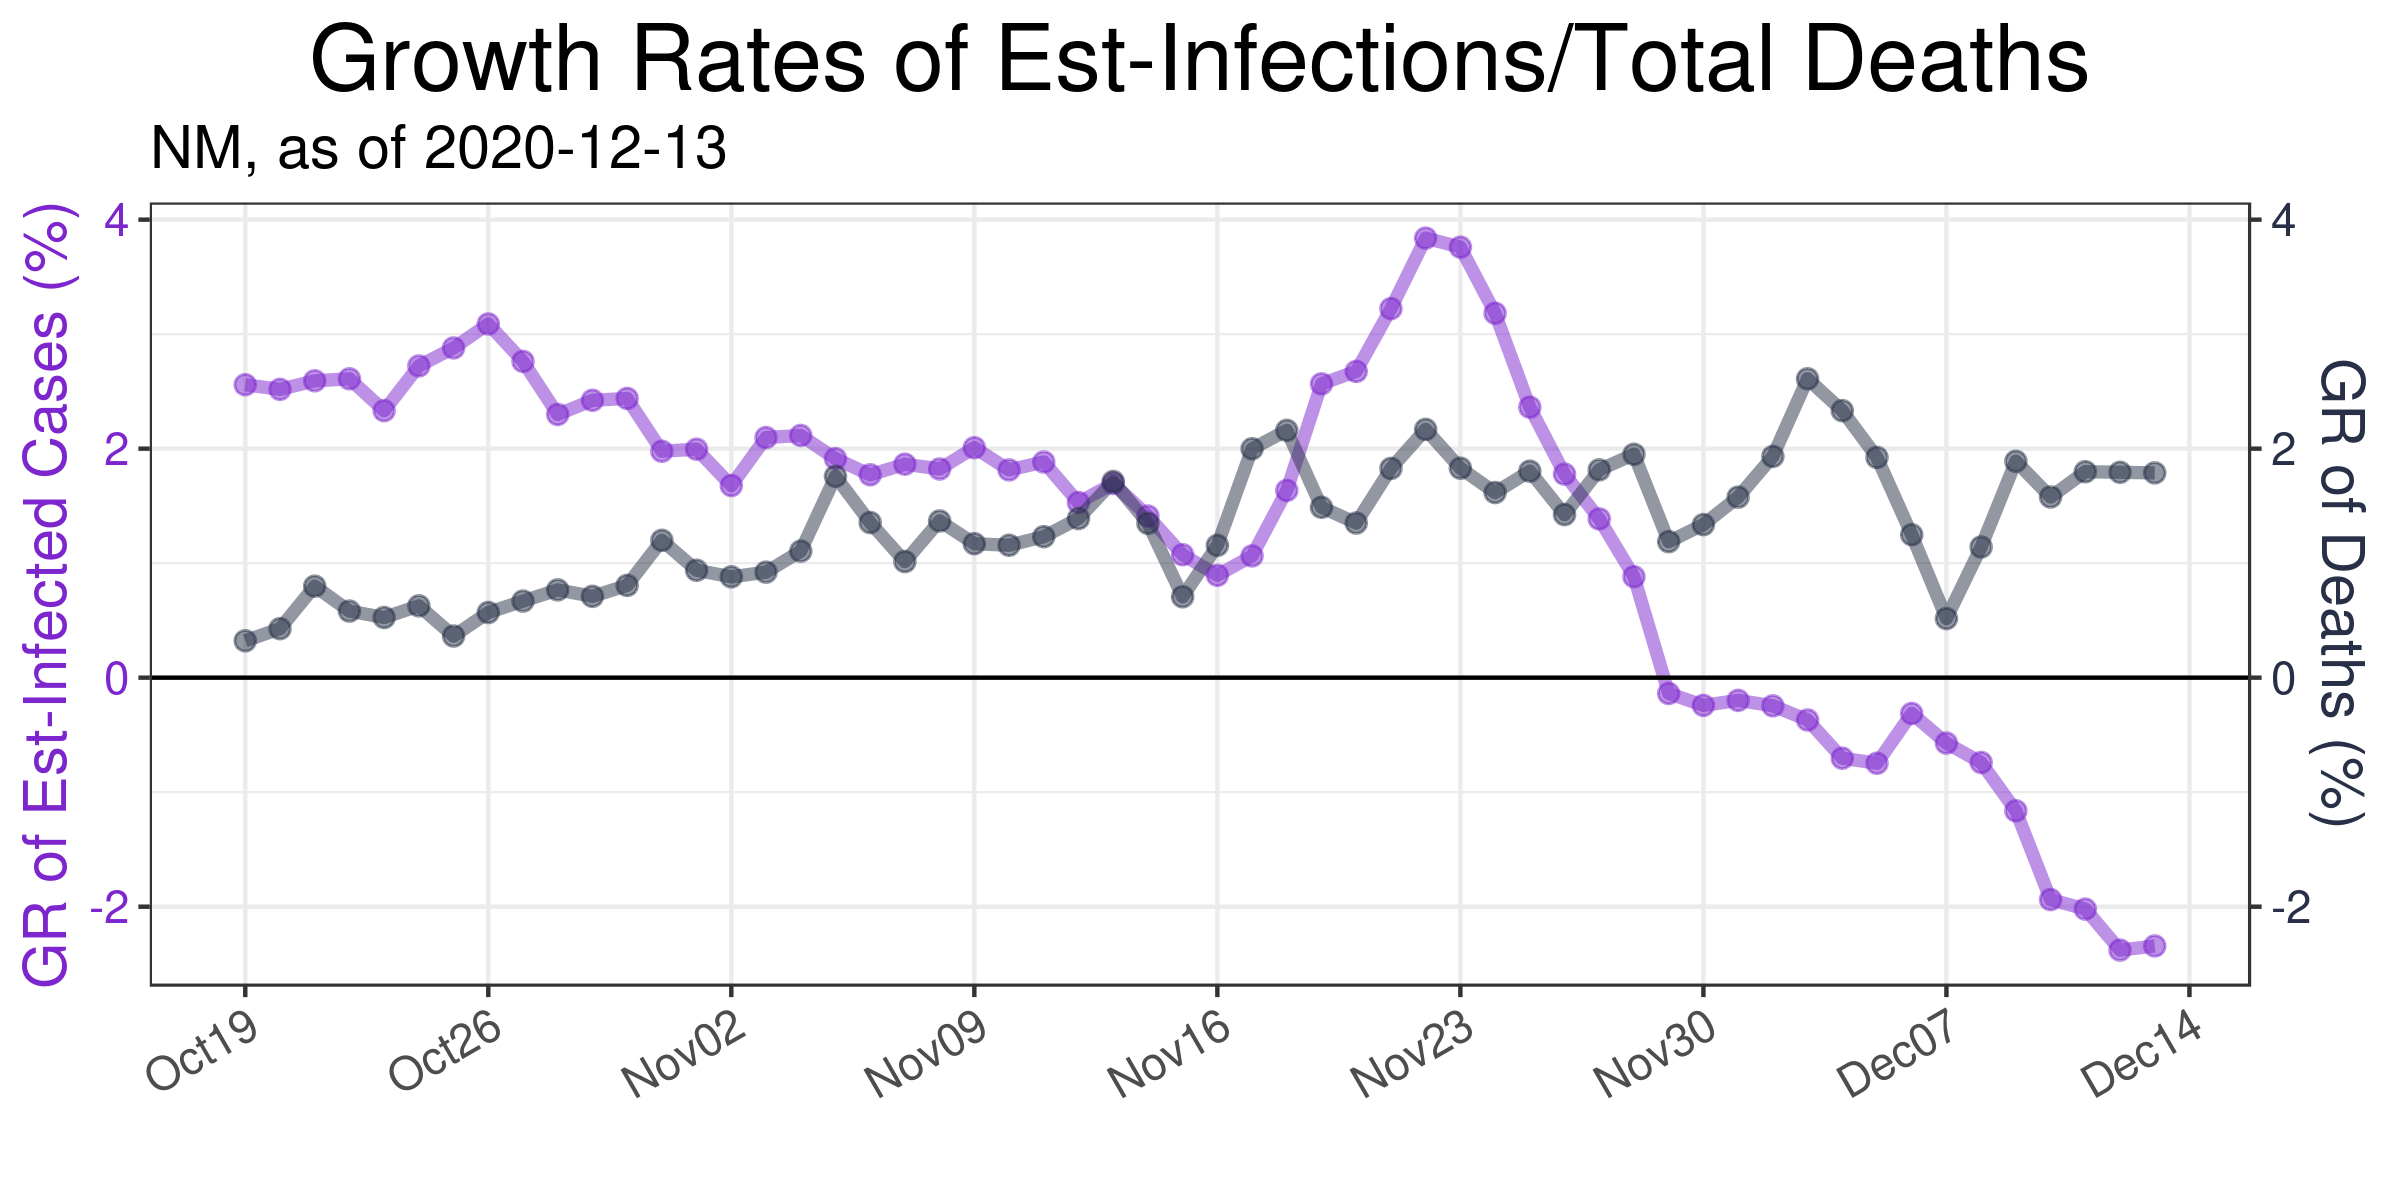 Growth Rates of Est-Infections/Total Deaths
NM, as of 2020-12-13
GR of Est-Infected Cases (%)
4
2
0
-2
4
2
0
-2
GR of Deaths (%)
Oct19
Oct26
Nov02
Nov09
Nov16
Nov23
Nov30
Dec07
Dec14